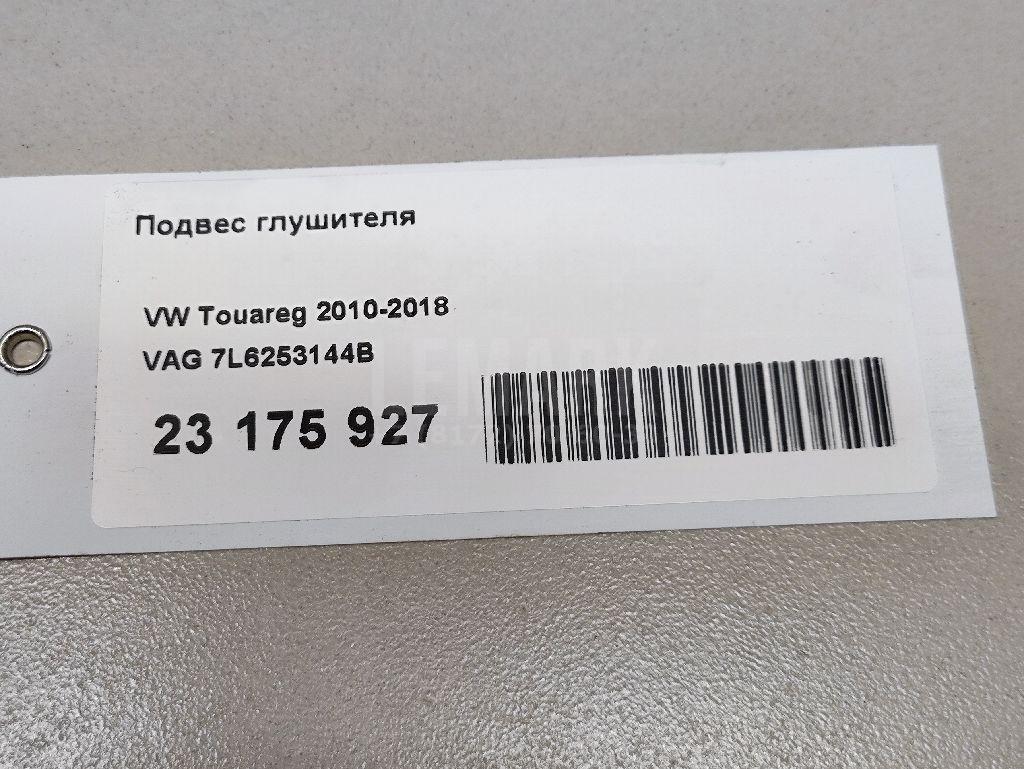 Подвес глушителя
VW Touareg 2010-2018
VAG 7L6253144B
23 175 927